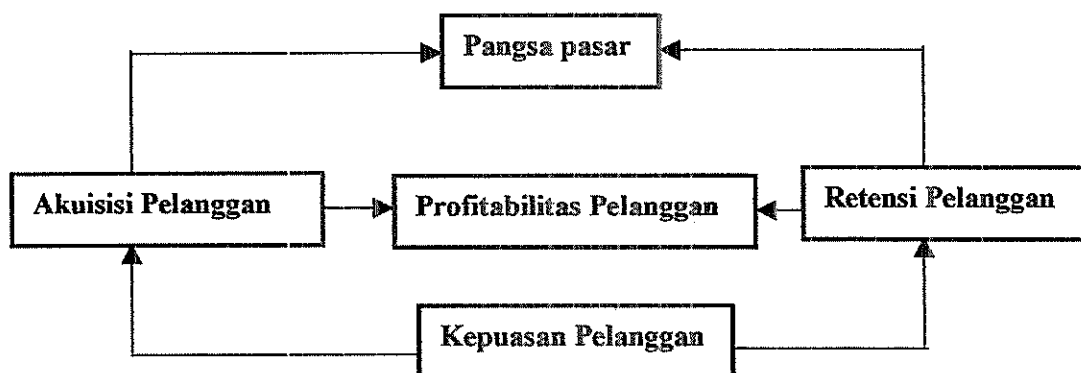 Pangsa pasar
Akuisisi Pelanggan
Profitabilitas Pelanggan
Retensi Pelanggan
Kepuasan Pelanggan